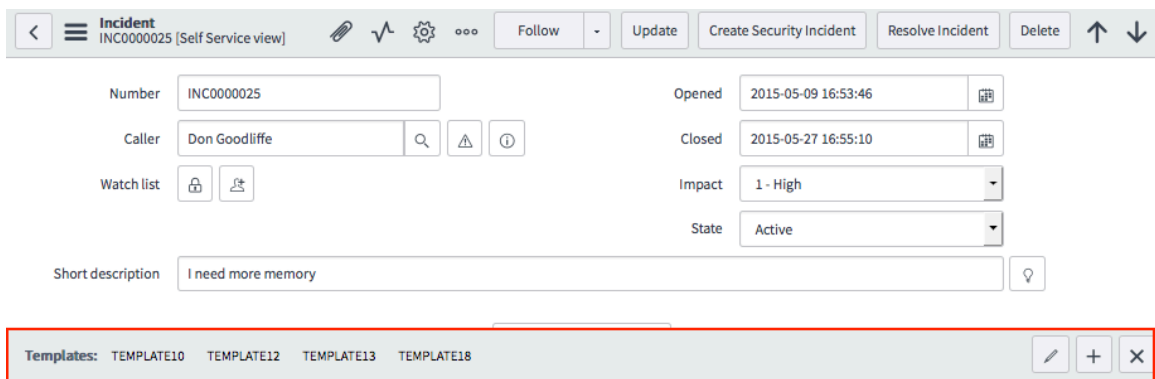 Incident
INC0000025 [Self Service view]
Follow
Update
Create Security Incident
Resolve Incident
Delete
Number INC0000025
Opened 2015-05-09 16:53:46
Caller Don Goodliffe
Closed 2015-05-27 16:55:10
Watch list
Impact 1 - High
State Active
Short description I need more memory
Templates: TEMPLATE10 TEMPLATE12 TEMPLATE13 TEMPLATE18